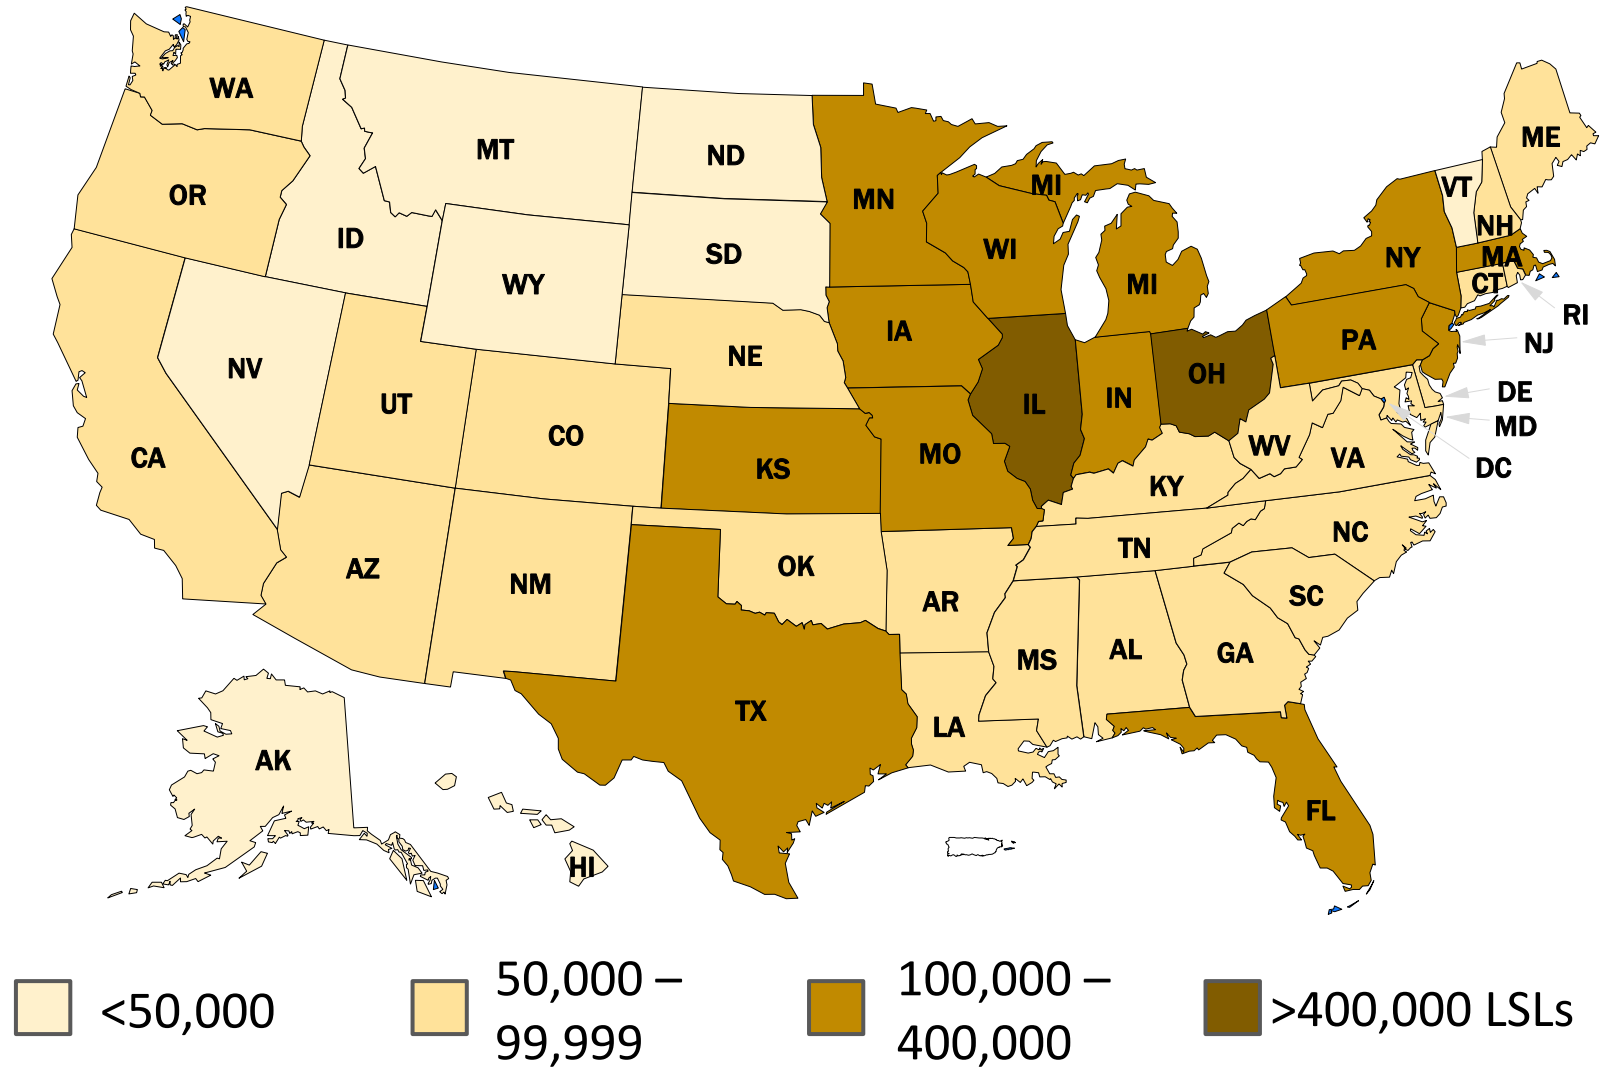 WA
MT
ND
ME
OR
ID
MN
MI
VT
NH
WI
SD
WY
MI
NY
MA
CT
RI
NV
NE
IA
PA
NJ
UT
CO
IL
IN
OH
DE
MD
CA
KS
MO
WV
VA
DC
KY
AZ
NM
OK
AR
TN
NC
SC
MS
AL
GA
TX
LA
AK
HI
FL
<50,000
50,000 –
99,999
100,000 –
400,000
>400,000 LSLs